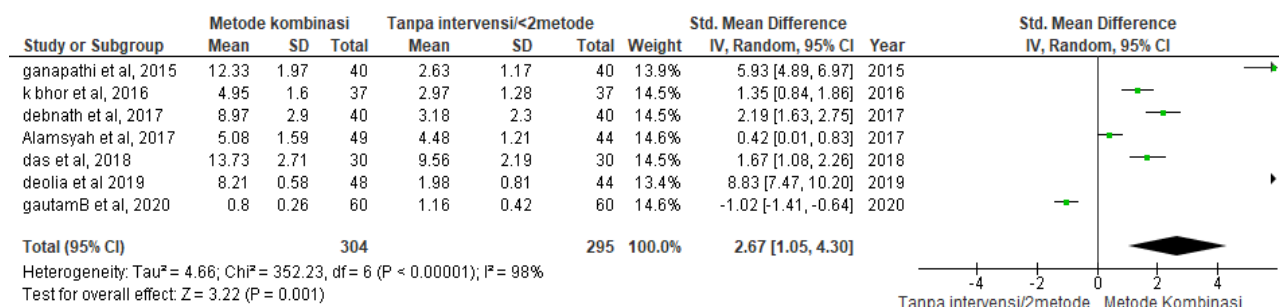 Metode kombinasi Tanpa intervensi/<2metode Std. Mean Difference Std. Mean Difference
Study or Subgroup Mean SD Total Mean SD Total Weight IV, Random, 95% CI Year IV, Random, 95% CI
ganapathi et al, 2015 12.33 1.97 40 2.63 1.17 40 13.9% 5.93 [4.89, 6.97] 2015
k bhor et al, 2016 4.95 1.6 37 2.97 1.28 37 14.5% 1.35 [0.84, 1.86] 2016
debnath et al, 2017 8.97 2.9 40 3.18 2.3 40 14.5% 2.19 [1.63, 2.75] 2017
Alamsyah et al, 2017 5.08 1.59 49 4.48 1.21 44 14.6% 0.42 [0.01, 0.83] 2017
das et al, 2018 13.73 2.71 30 9.56 2.19 30 14.5% 1.67 [1.08, 2.26] 2018
deolia et al 2019 8.21 0.58 48 1.98 0.81 44 13.4% 8.83 [7.47, 10.20] 2019
gautamB et al, 2020 0.8 0.26 60 1.16 0.42 60 14.6% -1.02 [-1.41, -0.64] 2020
Total (95% CI) 304 295 100.0% 2.67 [1.05, 4.30]
Heterogeneity: Tau² = 4.66; Chi² = 352.23, df = 6 (P < 0.00001); I² = 98%
Test for overall effect: Z = 3.22 (P = 0.001)
-4 -2 0 2 4
Tanpa intervensi/2metode Metode Kombinasi